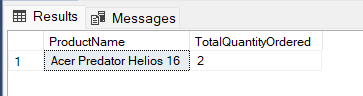 Results Messages
ProductName TotalQuantityOrdered
1 Acer Predator Helios 16 2